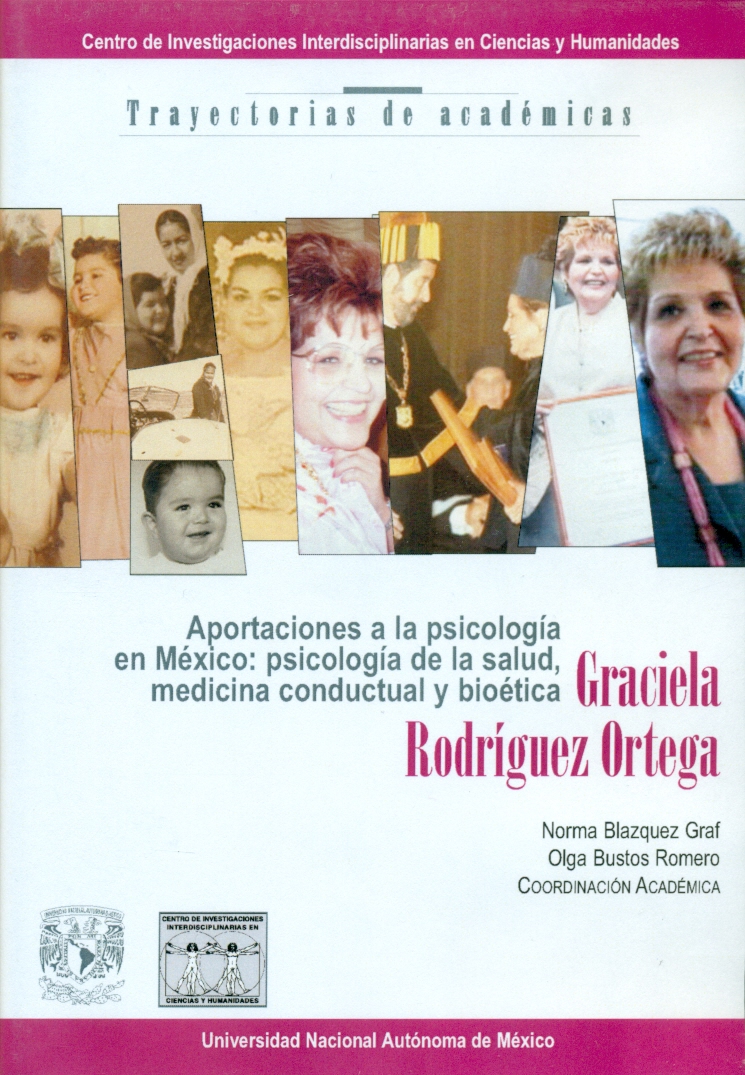 Centro de Investigaciones Interdisciplinarias en Ciencias y Humanidades
Trayectorias de académicas
Aportaciones a la psicología
en México: psicología de la salud,
medicina conductual y bioética
Graciela
Rodríguez Ortega
Norma Blazquez Graf
Olga Bustos Romero
COORDINACIÓN ACADÉMICA
CENTRO DE INVESTIGACIONES
INTERDISCIPLINARIAS EN
CIENCIAS Y HUMANIDADES
Universidad Nacional Autónoma de México